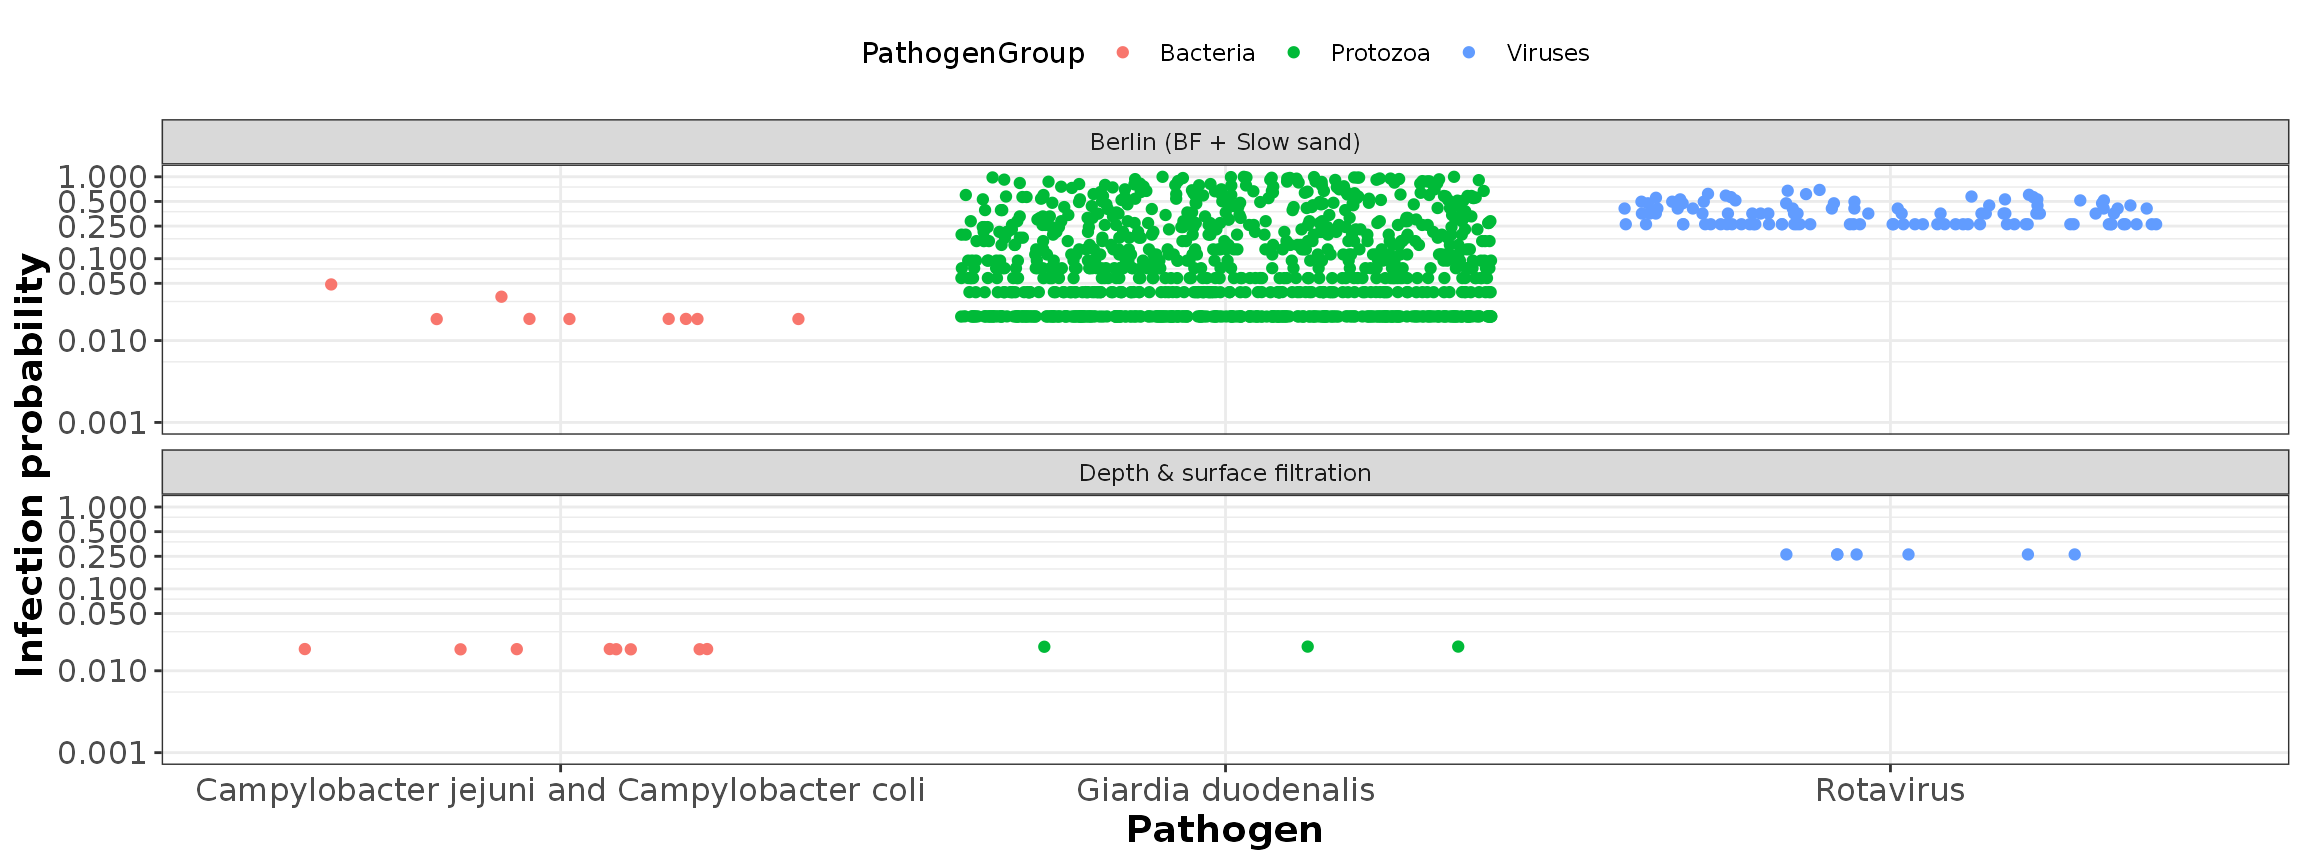 PathogenGroup Bacteria Protozoa Viruses
Berlin (BF + Slow sand)
1.000
0.500
0.250
0.100
0.050
0.010
0.001
Infection probability
Depth & surface filtration
1.000
0.500
0.250
0.100
0.050
0.010
0.001
Campylobacter jejuni and Campylobacter coli Giardia duodenalis Rotavirus
Pathogen